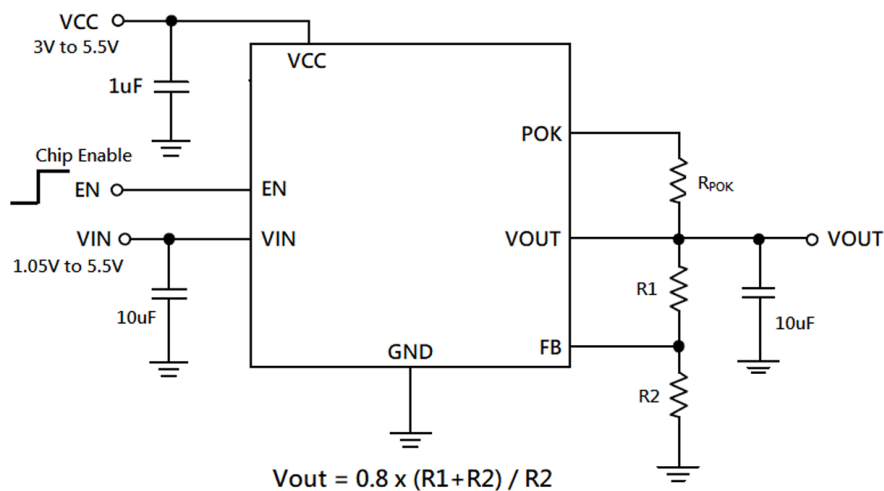 VCC
3V to 5.5V
VCC
1uF
POK
Chip Enable
EN
EN
RPOK
VIN
VIN
VOUT
VOUT
1.05V to 5.5V
R1
10uF
10uF
GND
FB
R2
Vout = 0.8 x (R1+R2) / R2